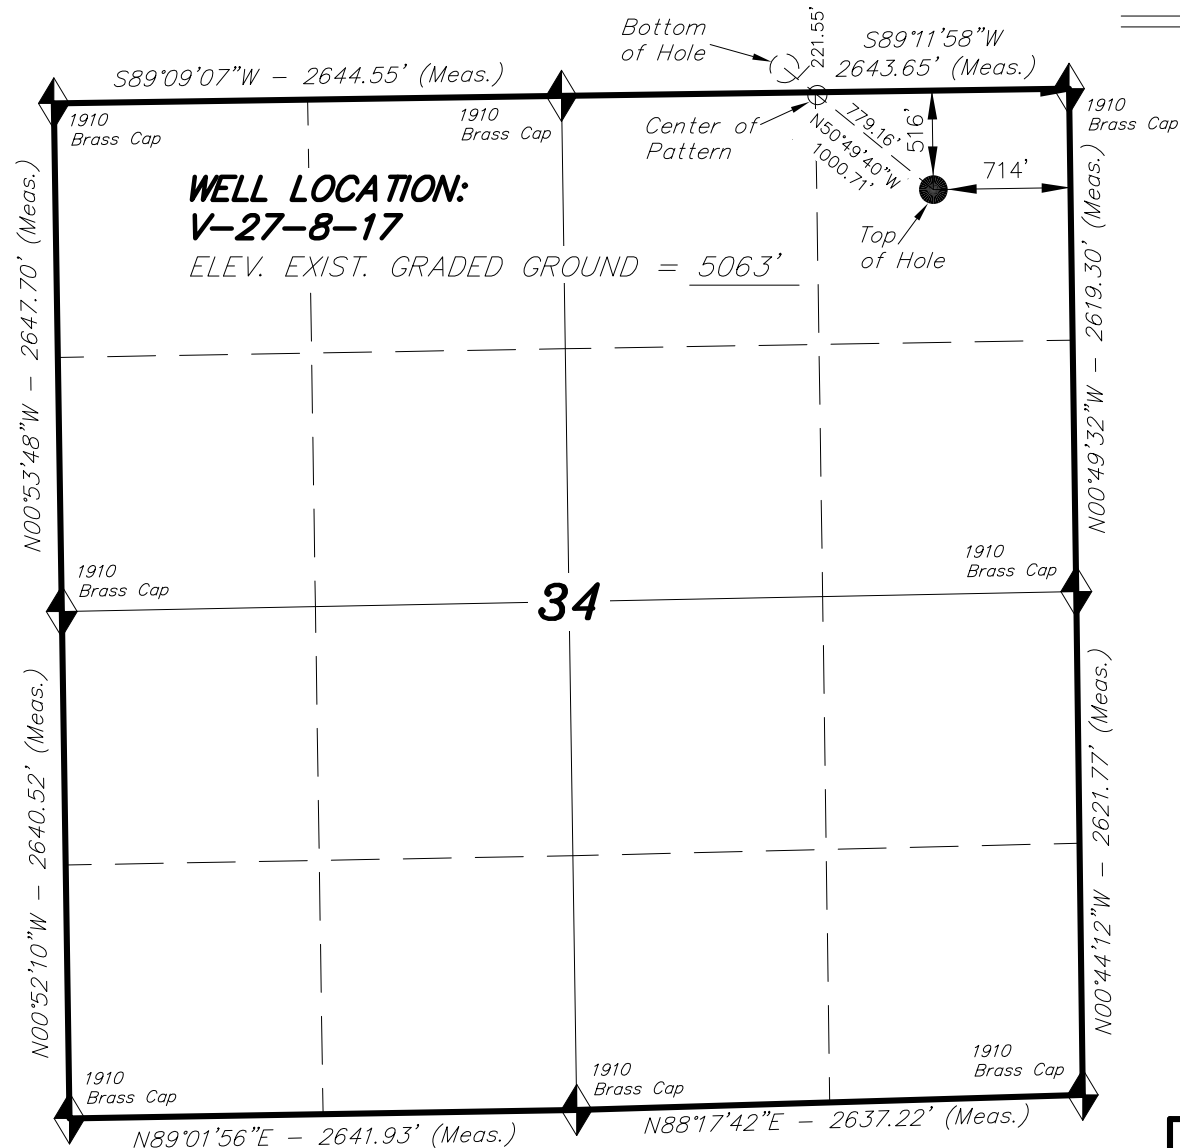 Bottom
of Hole
221.55'
S89°11'58"W
2643.65' (Meas.)
S89°09'07"W - 2644.55' (Meas.)
1910
Brass Cap
1910
Brass Cap
Center of
Pattern
779.16'
N50°49'40"W
1000.71'
516'
714'
1910
Brass Cap
WELL LOCATION:
V-27-8-17
ELEV. EXIST. GRADED GROUND = 5063'
Top
of Hole
N00°53'48"W - 2647.70' (Meas.)
N00°49'32"W - 2619.30' (Meas.)
1910
Brass Cap
34
1910
Brass Cap
N00°52'10"W - 2640.52' (Meas.)
N00°44'12"W - 2621.77' (Meas.)
1910
Brass Cap
1910
Brass Cap
1910
Brass Cap
N89°01'56"E - 2641.93' (Meas.)
N88°17'42"E - 2637.22' (Meas.)